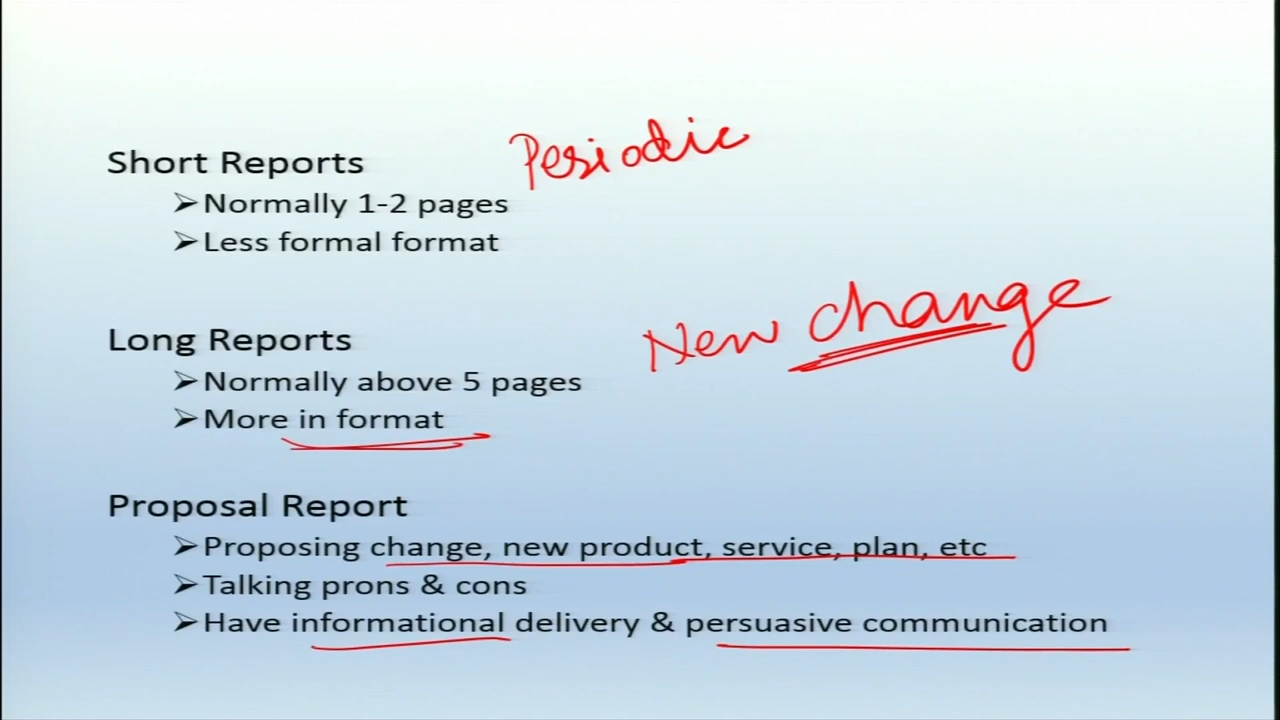 Short Reports
Periodic
➢Normally 1-2 pages
➢Less formal format
Long Reports
New change
➢Normally above 5 pages
➢More in format
Proposal Report
➢Proposing change, new product, service, plan, etc
➢Talking prons & cons
➢Have informational delivery & persuasive communication